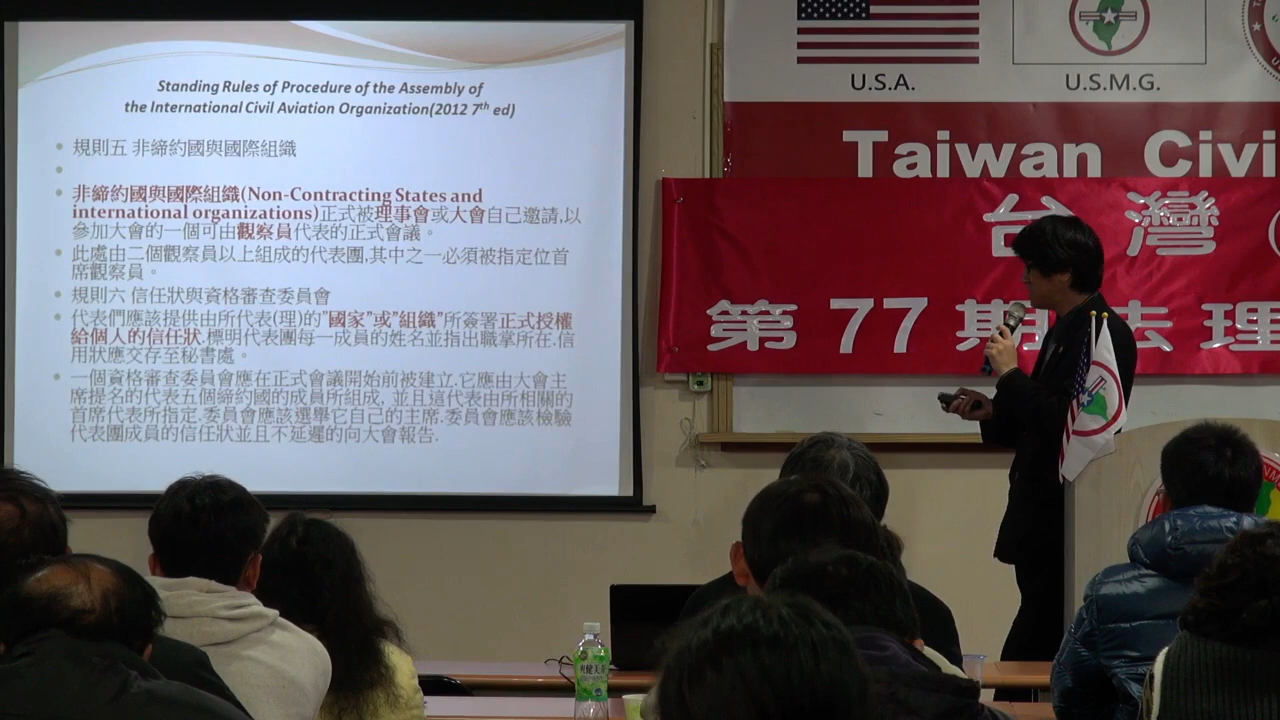 Standing Rules of Procedure of the Assembly of
the International Civil Aviation Organization(2012 7th ed)
規則五 非締約國與國際組織
非締約國與國際組織(Non-Contracting States and
international organizations)正式被理事會或大會自己邀請,以
參加大會的一個可由觀察員代表的正式會議。
此處由二個觀察員以上組成的代表團,其中之一必須被指定位首
席觀察員。
規則六 信任狀與資格審查委員會
代表們應該提供由所代表(理)的"國家"或"組織"所簽署正式授權
給個人的信任狀.標明代表團每一成員的姓名並指出職掌所在.信
用狀應交存至秘書處。
一個資格審查委員會應在正式會議開始前被建立.它應由大會主
席提名的代表五個締約國的成員所組成, 並且這代表由所相關的
首席代表所指定.委員會應該選舉它自己的主席.委員會應該檢驗
代表團成員的信任狀並且不延遲的向大會報告.
U.S.A.
U.S.M.G.
Taiwan Civi
台灣
第77期法理